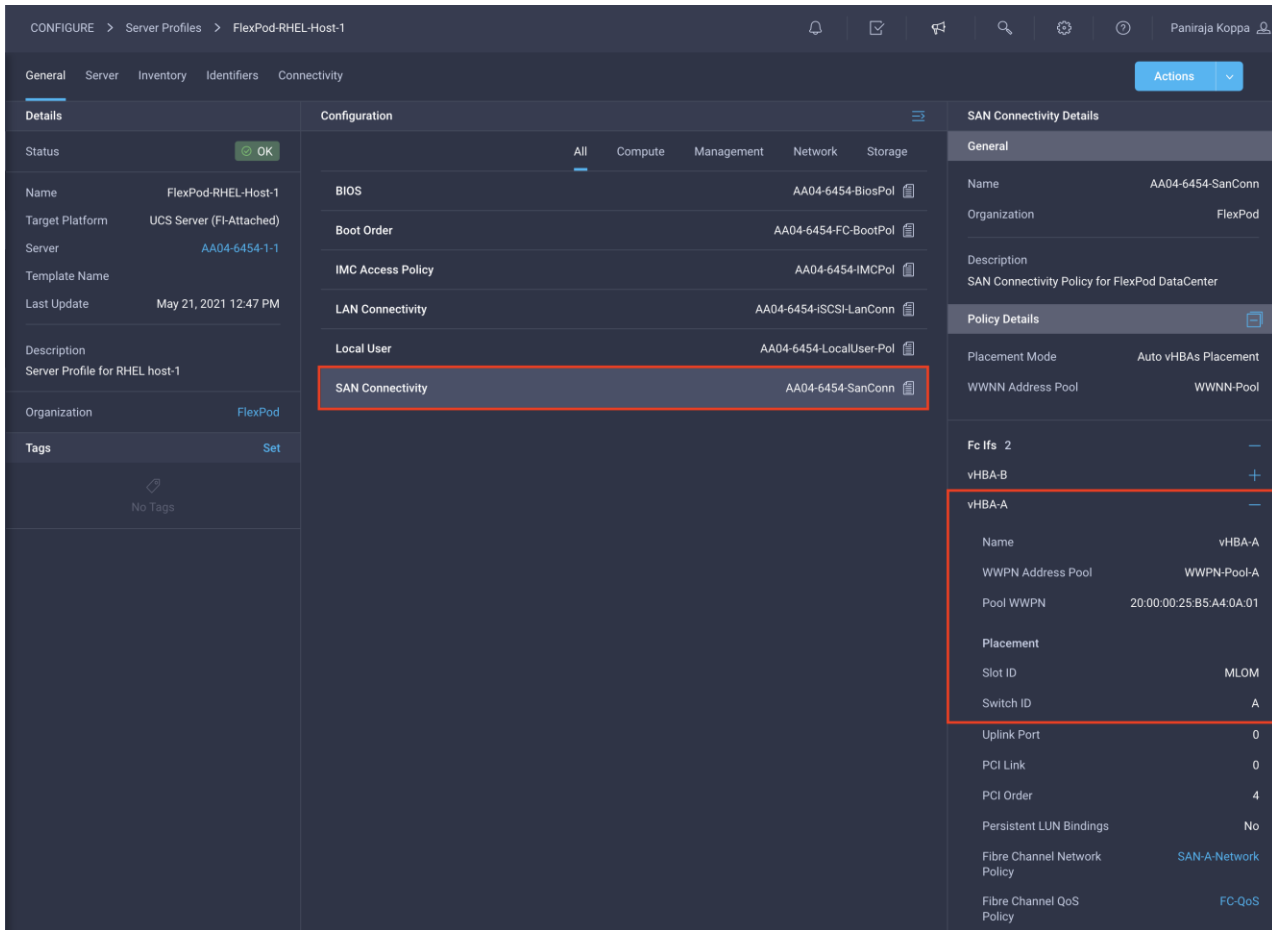 CONFIGURE > Server Profiles > FlexPod-RHEL-Host-1
Paniraja Koppa
General Server Inventory Identifiers Connectivity
Actions
Details
Status OK
Name FlexPod-RHEL-Host-1
Target Platform UCS Server (FI-Attached)
Server AA04-6454-1-1
Template Name
Last Update May 21, 2021 12:47 PM
Description
Server Profile for RHEL host-1
Organization FlexPod
Tags Set
No Tags
Configuration
All Compute Management Network Storage
BIOS AA04-6454-BiosPol
Boot Order AA04-6454-FC-BootPol
IMC Access Policy AA04-6454-IMCPol
LAN Connectivity AA04-6454-iSCSI-LanConn
Local User AA04-6454-LocalUser-Pol
SAN Connectivity AA04-6454-SanConn
SAN Connectivity Details
General
Name AA04-6454-SanConn
Organization FlexPod
Description
SAN Connectivity Policy for FlexPod DataCenter
Policy Details
Placement Mode Auto vHBAs Placement
WWNN Address Pool WWNN-Pool
Fc Ifs 2
vHBA-B
vHBA-A
Name vHBA-A
WWPN Address Pool WWPN-Pool-A
Pool WWPN 20:00:00:25:B5:A4:0A:01
Placement
Slot ID MLOM
Switch ID A
Uplink Port 0
PCI Link 0
PCI Order 4
Persistent LUN Bindings No
Fibre Channel Network SAN-A-Network
Policy
Fibre Channel QoS FC-QoS
Policy